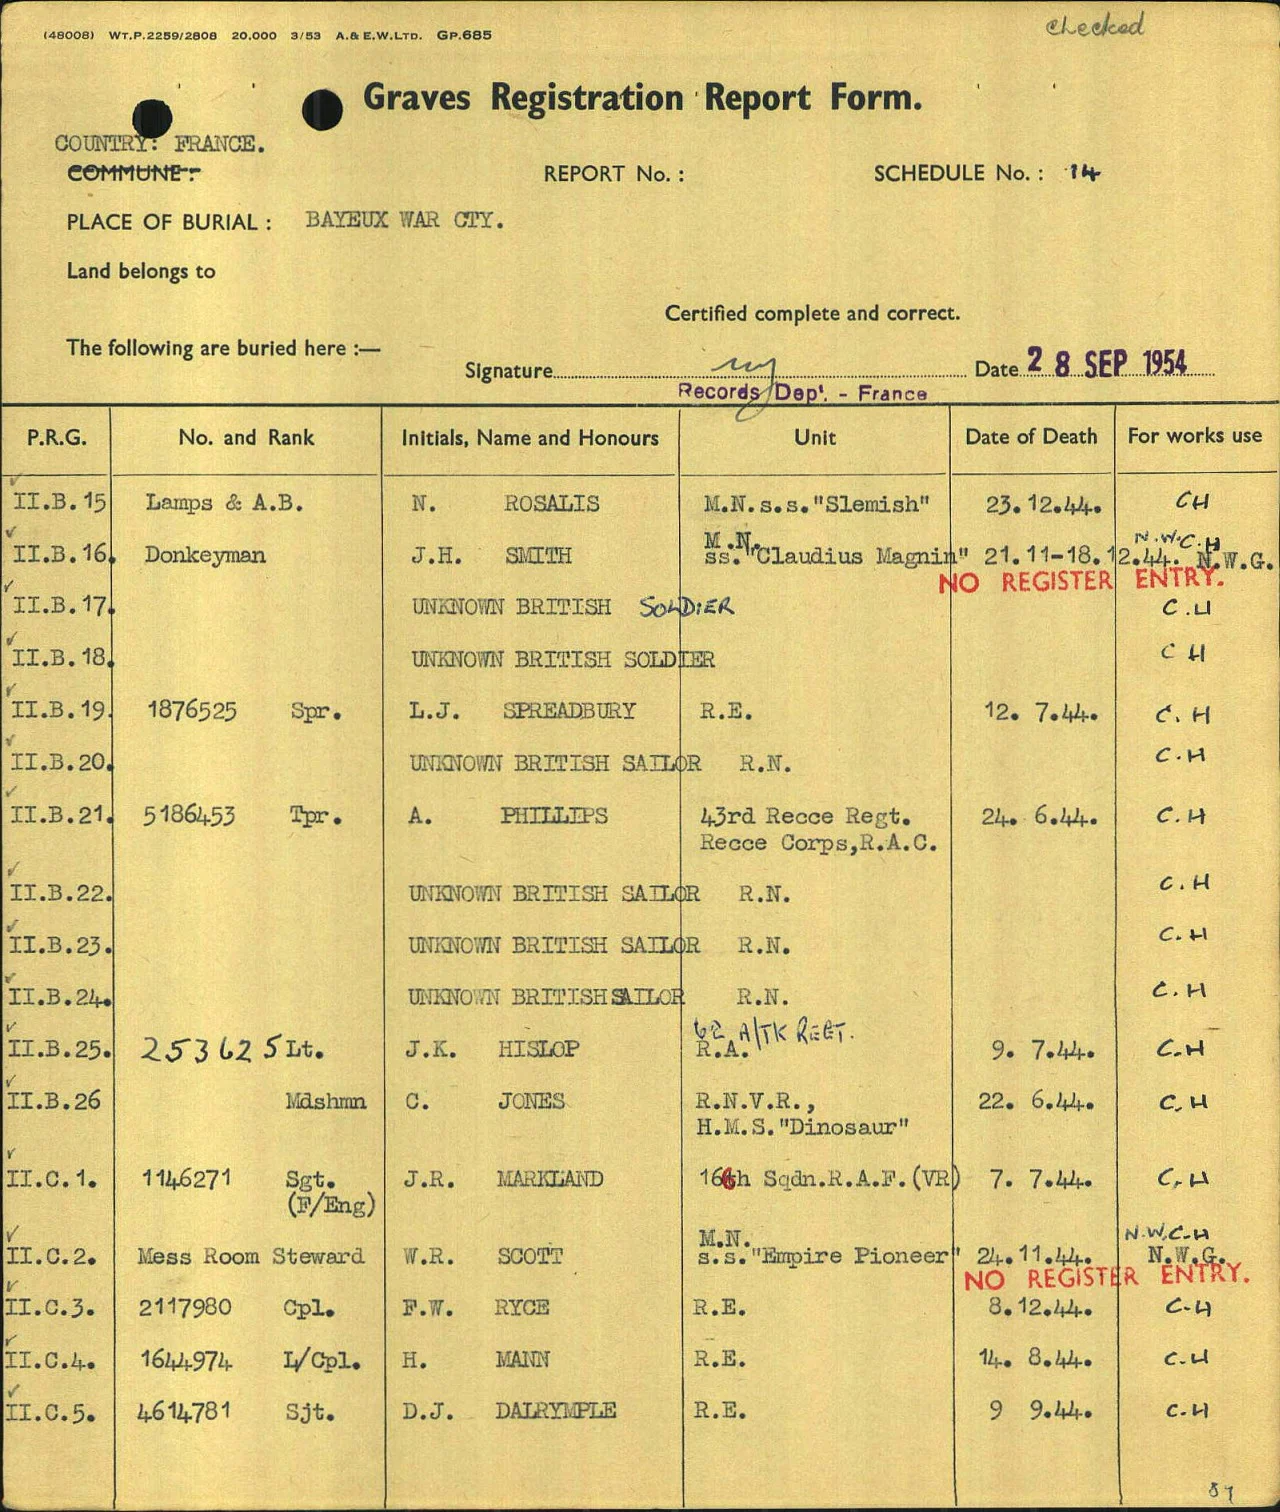 checked
(48008) WT.P.2259/2808 20,000 3/53 A.& E.W.LTD. GP.685
Graves Registration Report Form.
COUNTRY: FRANCE.
COMMUNE:
REPORT No. :
SCHEDULE No. : 14
PLACE OF BURIAL : BAYEUX WAR CTY.
Land belongs to
Certified complete and correct.
The following are buried here :—
Signature
Date 28 SEP 1954
Records Dept. - France
P.R.G. No. and Rank Initials, Name and Honours Unit Date of Death For works use
II.B.15 Lamps & A.B. N. ROSALIS M.N.s.s."Slemish" 23.12.44. CH
M.N. N.W.C.H
II.B.16. Donkeyman J.H. SMITH ss."Claudius Magnin" 21.11-18.12.44. N.W.G.
NO REGISTER ENTRY.
II.B.17. UNKNOWN BRITISH SOLDIER C.H
II.B.18. UNKNOWN BRITISH SOLDIER C H
II.B.19. 1876525 Spr. L.J. SPREADBURY R.E. 12. 7.44. C.H
II.B.20. UNKNOWN BRITISH SAILOR R.N. C.H
II.B.21. 5186453 Tpr. A. PHILLIPS 43rd Recce Regt. 24. 6.44. C.H
Recce Corps,R.A.C.
II.B.22. UNKNOWN BRITISH SAILOR R.N. C.H
II.B.23. UNKNOWN BRITISH SAILOR R.N. C.H
II.B.24. UNKNOWN BRITISH SAILOR R.N. C.H
62 A/TK REGT.
II.B.25. 253625 Lt. J.K. HISLOP R.A. 9. 7.44. C.H
II.B.26 Mdshmn C. JONES R.N.V.R., 22. 6.44. C.H
H.M.S."Dinosaur"
II.C.1. 1146271 Sgt. J.R. MARKLAND 166h Sqdn.R.A.F.(VR) 7. 7.44. C.H
(F/Eng)
M.N. N.W.C.H
II.C.2. Mess Room Steward W.R. SCOTT s.s."Empire Pioneer" 24.11.44. N.W.G.
NO REGISTER ENTRY.
II.C.3. 2117980 Cpl. F.W. RYCE R.E. 8.12.44. C.H
II.C.4. 1644974 L/Cpl. H. MANN R.E. 14. 8.44. C.H
II.C.5. 4614781 Sjt. D.J. DALRYMPLE R.E. 9 9.44. C.H